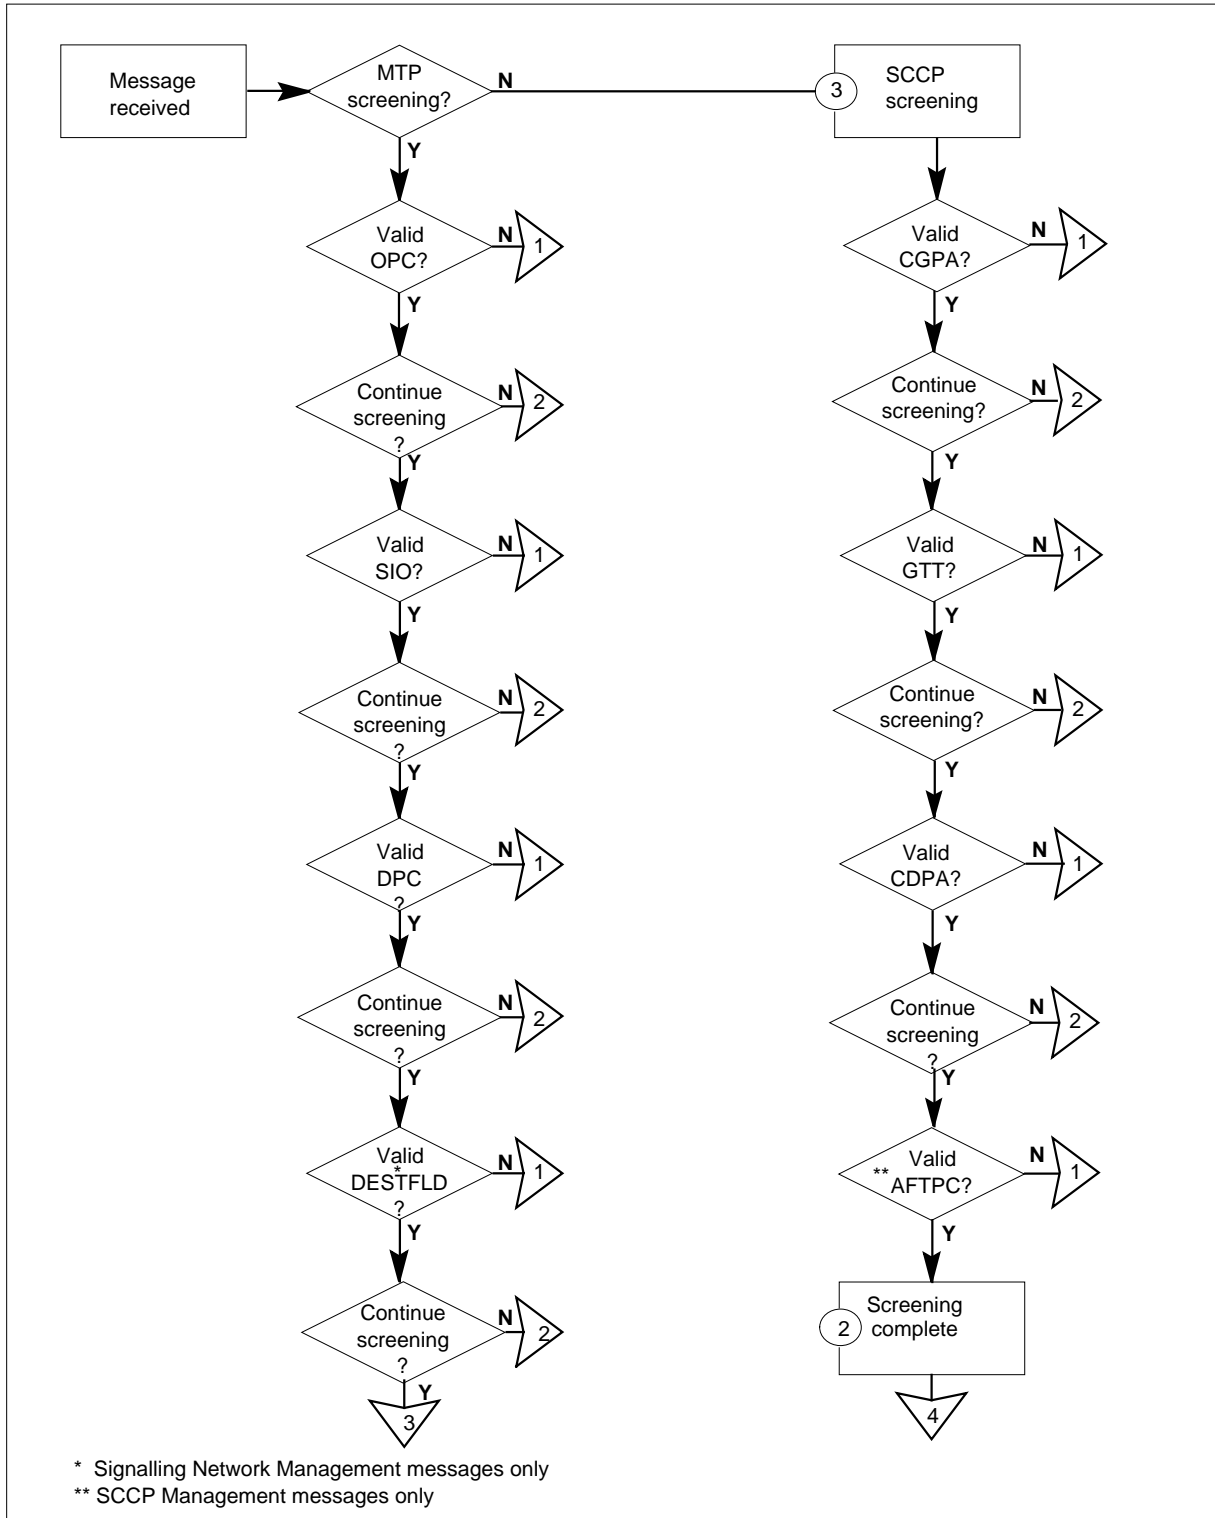 Message
received
MTP
screening?
N
Y
Valid
OPC?
N
1
Y
Continue
screening
?
N
2
Y
Valid
SIO?
N
1
Y
Continue
screening
?
N
2
Y
Valid
DPC
?
N
1
Y
Continue
screening
?
N
2
Y
Valid
*
DESTFLD
?
N
1
Y
Continue
screening
?
N
2
Y
3
3
SCCP
screening
Valid
CGPA?
N
1
Y
Continue
screening?
N
2
Y
Valid
GTT?
N
1
Y
Continue
screening?
N
2
Y
Valid
CDPA?
N
1
Y
Continue
screening
?
N
2
Y
Valid
** AFTPC?
N
1
Y
2
Screening
complete
4
* Signalling Network Management messages only
** SCCP Management messages only